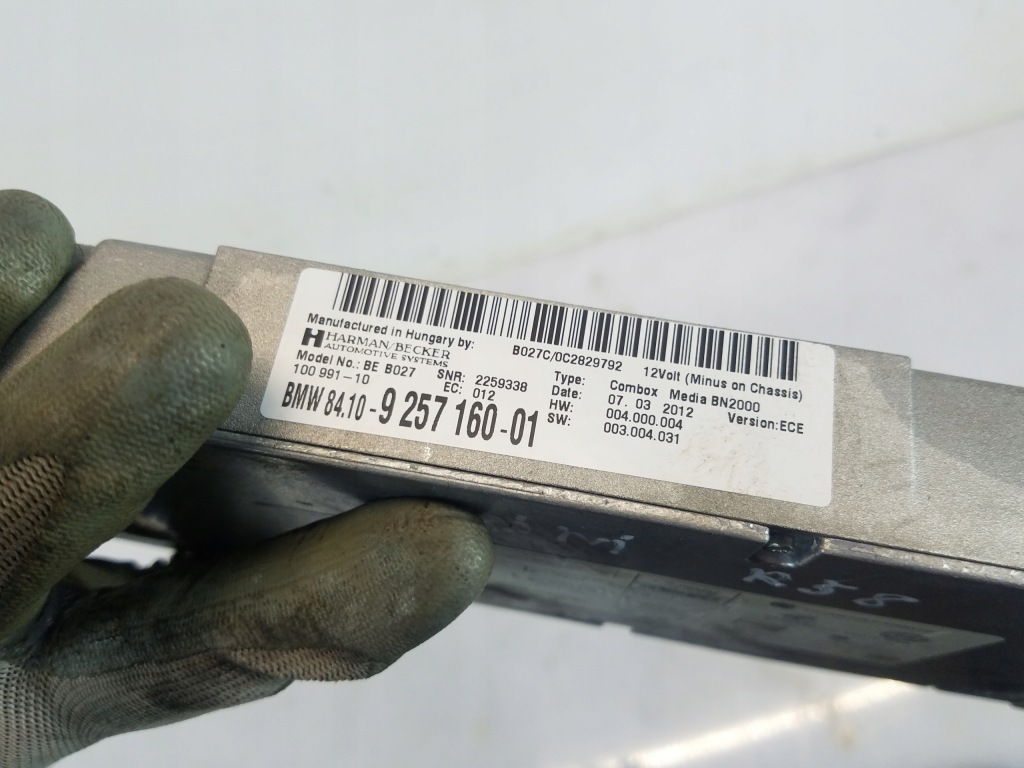 Manufactured in Hungary by:
B027C/0C2829792
12Volt (Minus on Chassis)
HARMAN/BECKER
AUTOMOTIVE SYSTEMS
Model No.: BE B027
100 991-10
SNR: 2259338
EC: 012
Type: Combox Media BN2000
Date: 07. 03 2012
Version:ECE
HW: 004.000.004
SW: 003.004.031
BMW 84.10-9 257 160-01